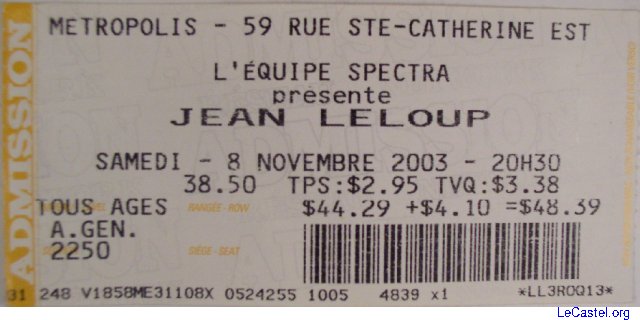 ADMISSION
METROPOLIS - 59 RUE STE-CATHERINE EST
L'ÉQUIPE SPECTRA
présente
JEAN LELOUP
SAMEDI - 8 NOVEMBRE 2003 - 20H30
38.50 TPS:$2.95 TVQ:$3.38
TOUS AGES RANGÉE - ROW $44.29 +$4.10 =$48.39
A.GEN.
2250 SIÈGE - SEAT
31 248 V1858ME31108X 0524255 1005 4839 x1 *LL3ROQ13*
LeCastel.org